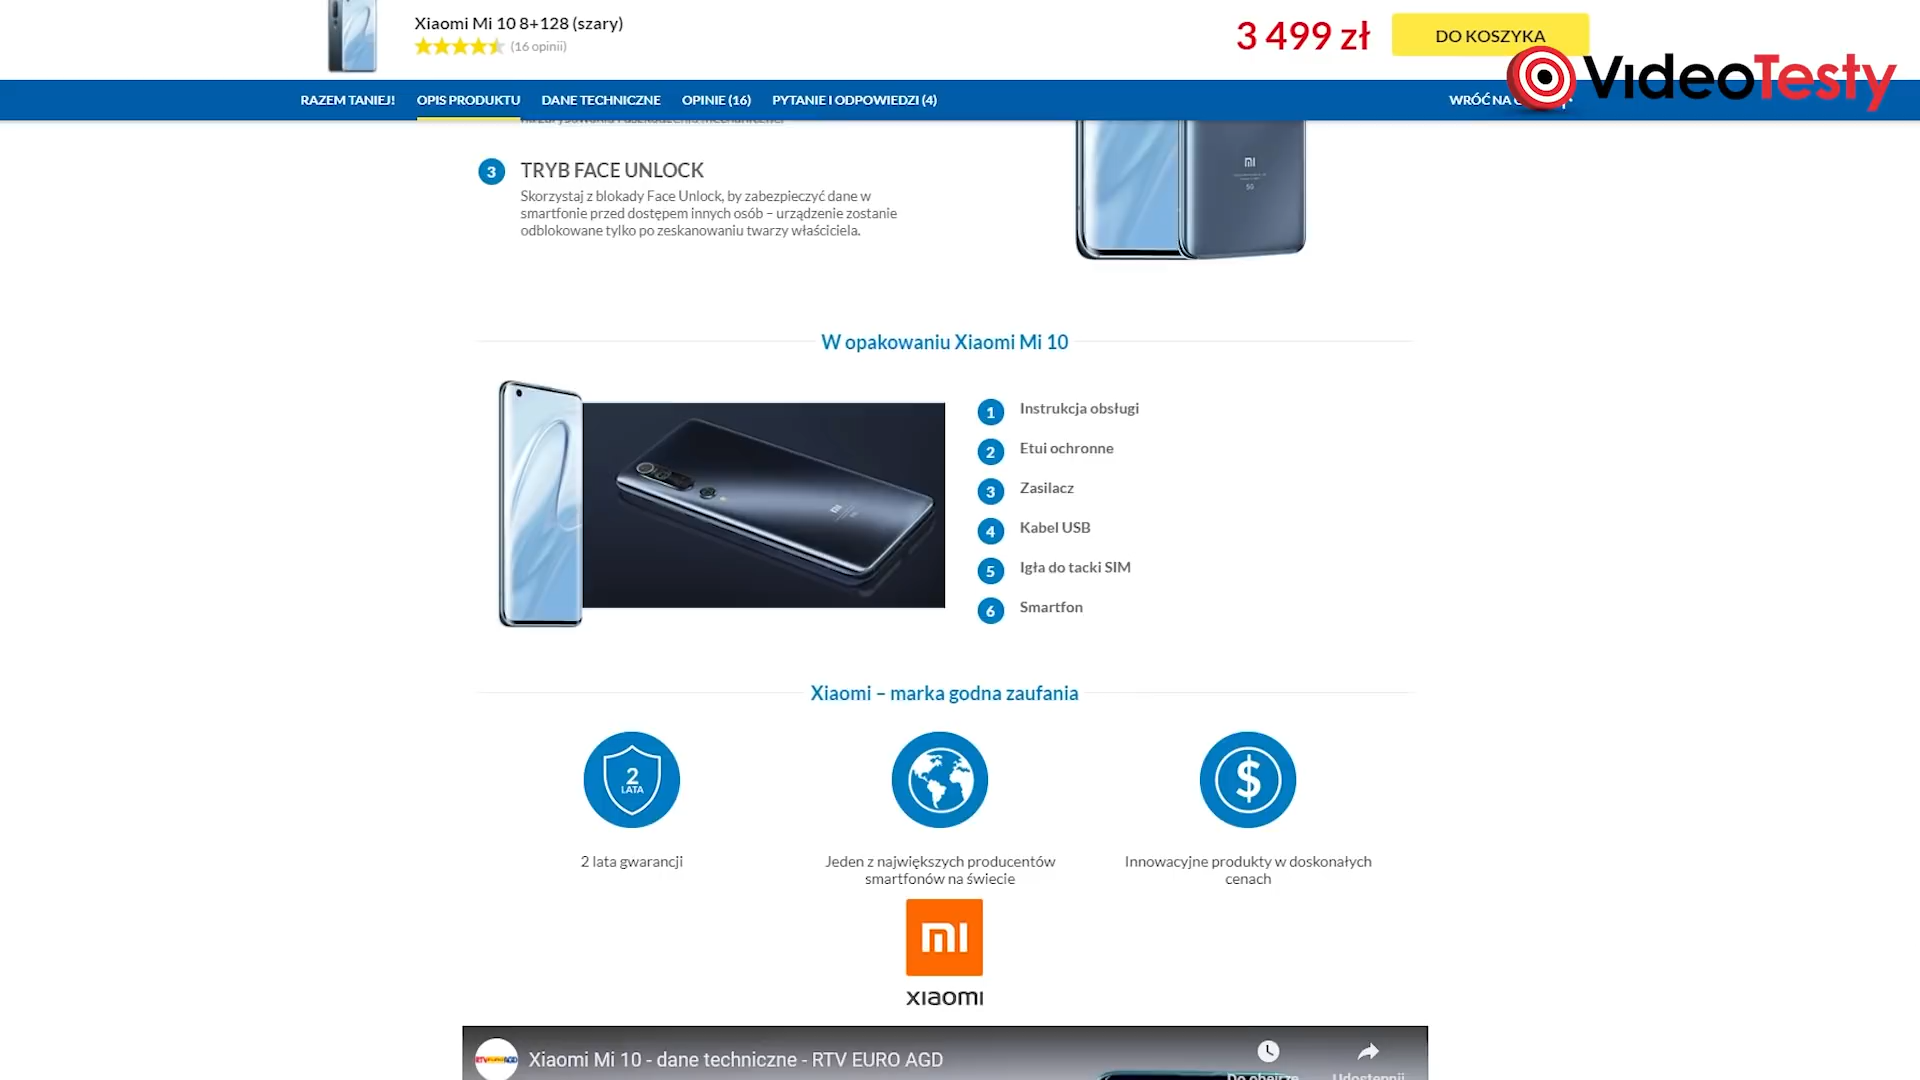 Xiaomi Mi 10 8+128 (szary)
(16 opinii)
3 499 zł
DO KOSZYKA
VideoTesty
RAZEM TANIEJ!
OPIS PRODUKTU
DANE TECHNICZNE
OPINIE (16)
PYTANIE I ODPOWIEDZI (4)
WRÓĆ NA
3
TRYB FACE UNLOCK
Skorzystaj z blokady Face Unlock, by zabezpieczyć dane w
smartfonie przed dostępem innych osób – urządzenie zostanie
odblokowane tylko po zeskanowaniu twarzy właściciela.
W opakowaniu Xiaomi Mi 10
1 Instrukcja obsługi
2 Etui ochronne
3 Zasilacz
4 Kabel USB
5 Igła do tacki SIM
6 Smartfon
Xiaomi – marka godna zaufania
2
LATA
$
2 lata gwarancji
Jeden z największych producentów
smartfonów na świecie
Innowacyjne produkty w doskonałych
cenach
mi
xiaomi
Xiaomi Mi 10 - dane techniczne - RTV EURO AGD
Udostępnij